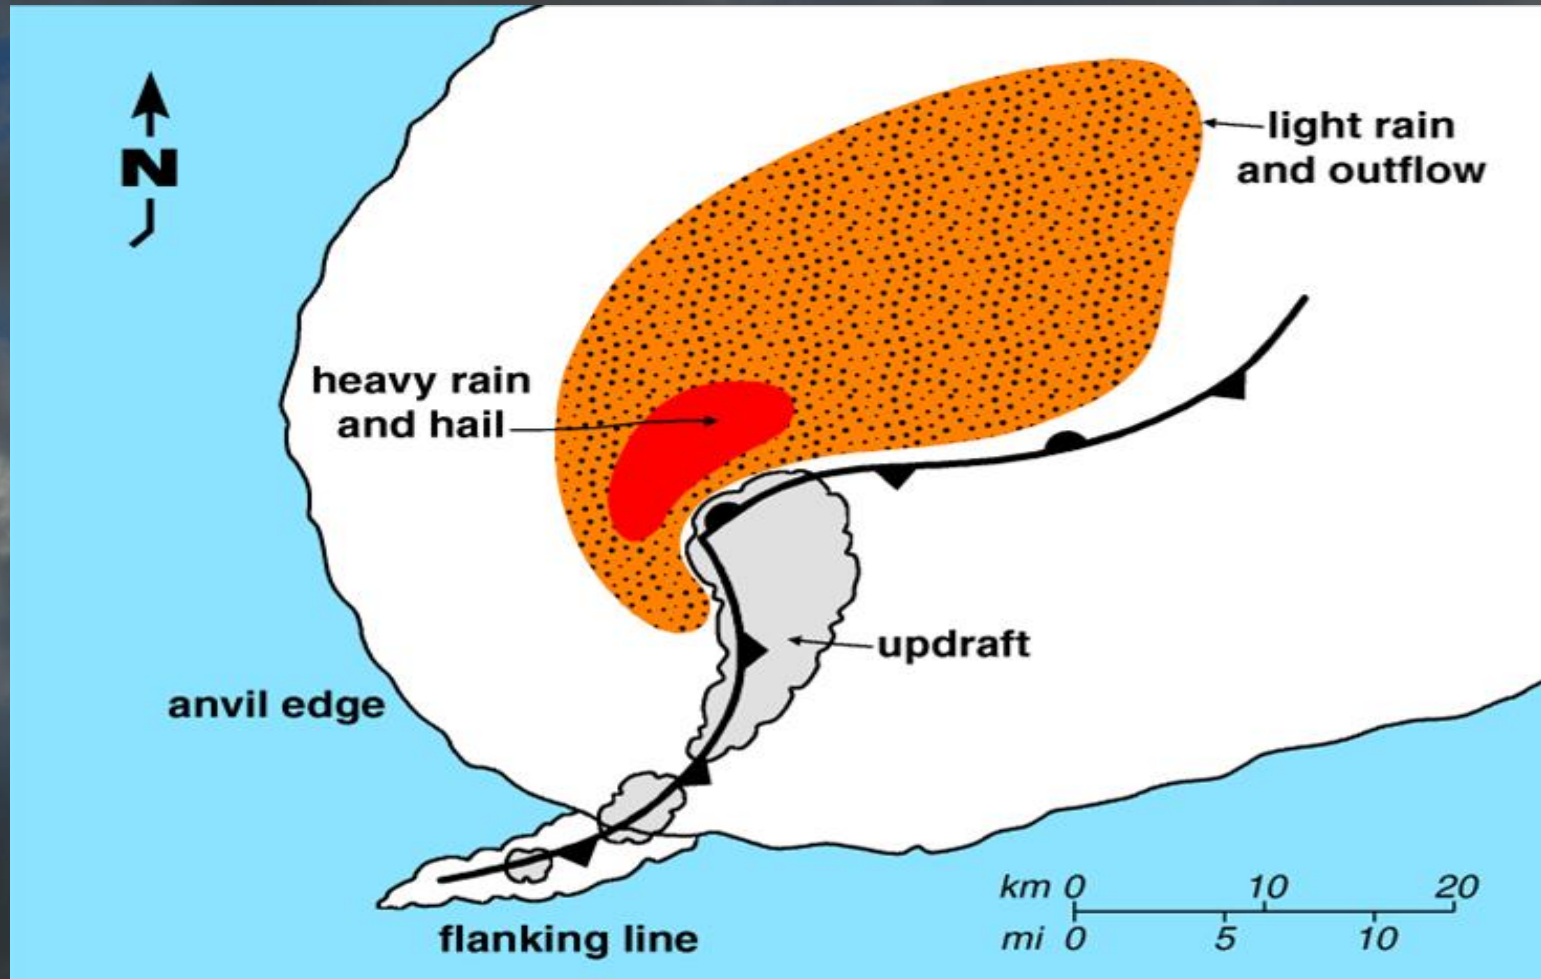 N
light rain
and outflow
heavy rain
and hail
updraft
anvil edge
flanking line
km 0 10 20
mi 0 5 10